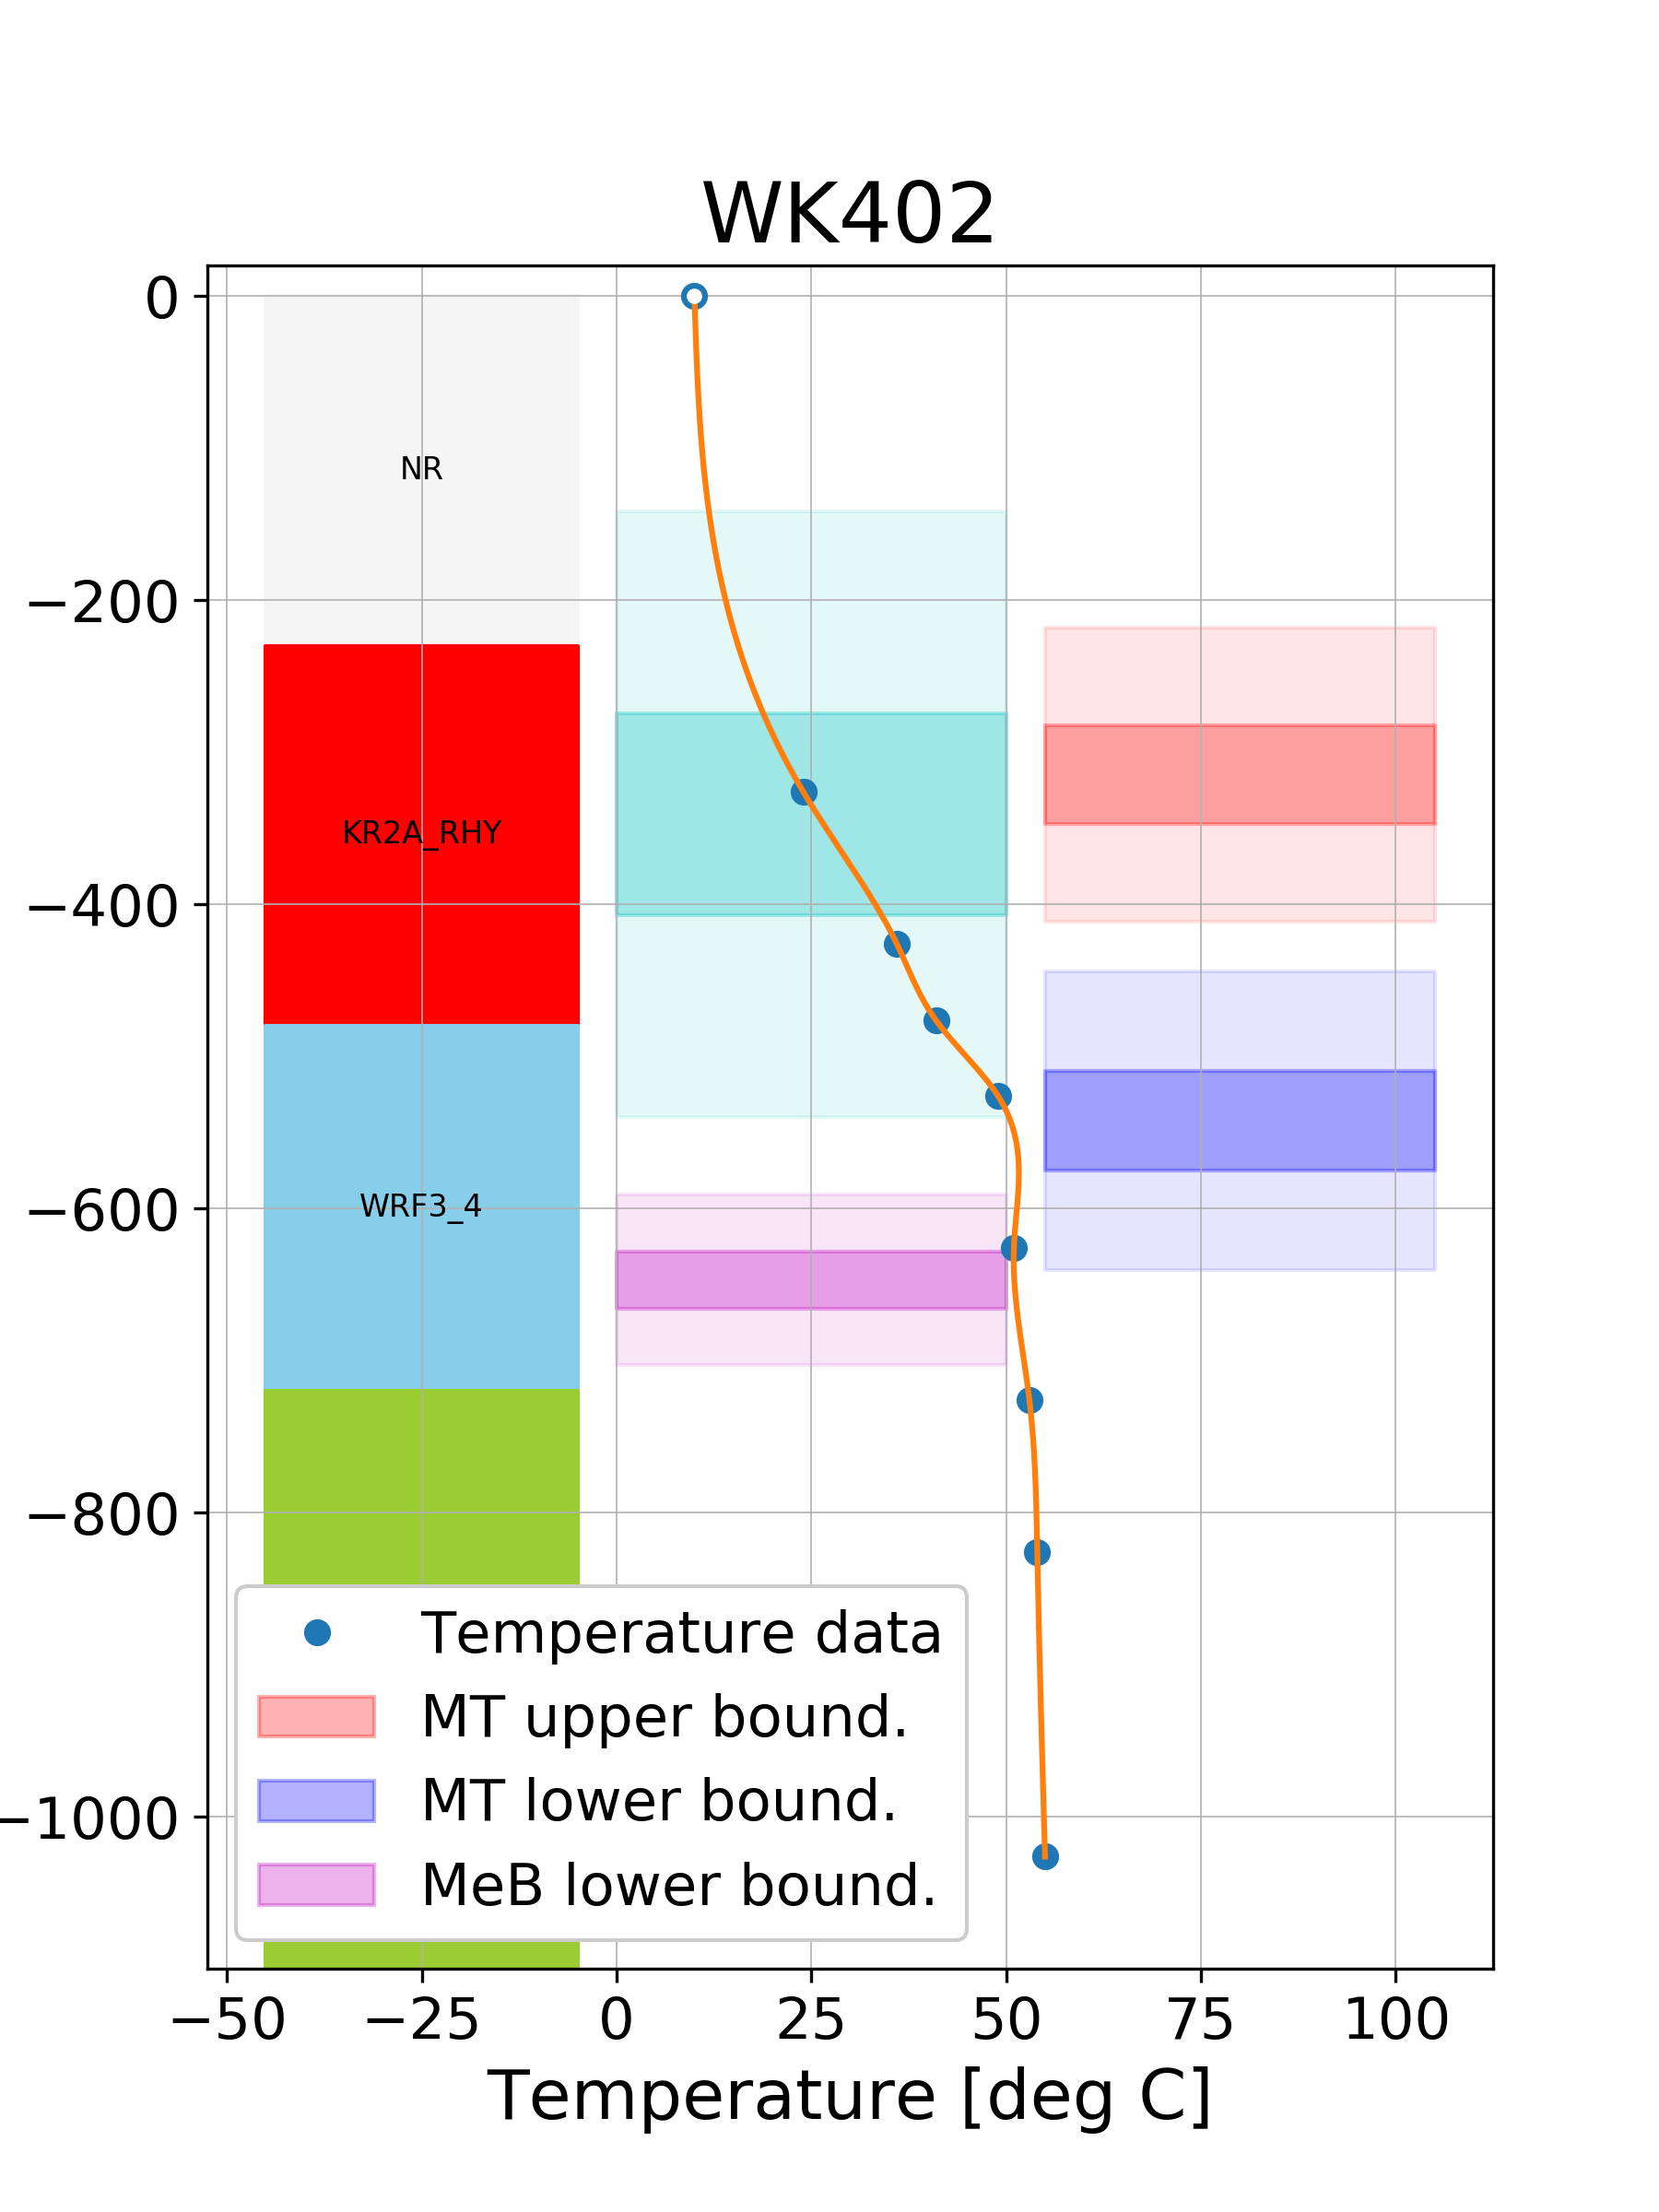 WK402
0
−200
−400
−600
−800
−1000
NR
KR2A_RHY
WRF3_4
Temperature data
MT upper bound.
MT lower bound.
MeB lower bound.
−50 −25 0 25 50 75 100
Temperature [deg C]